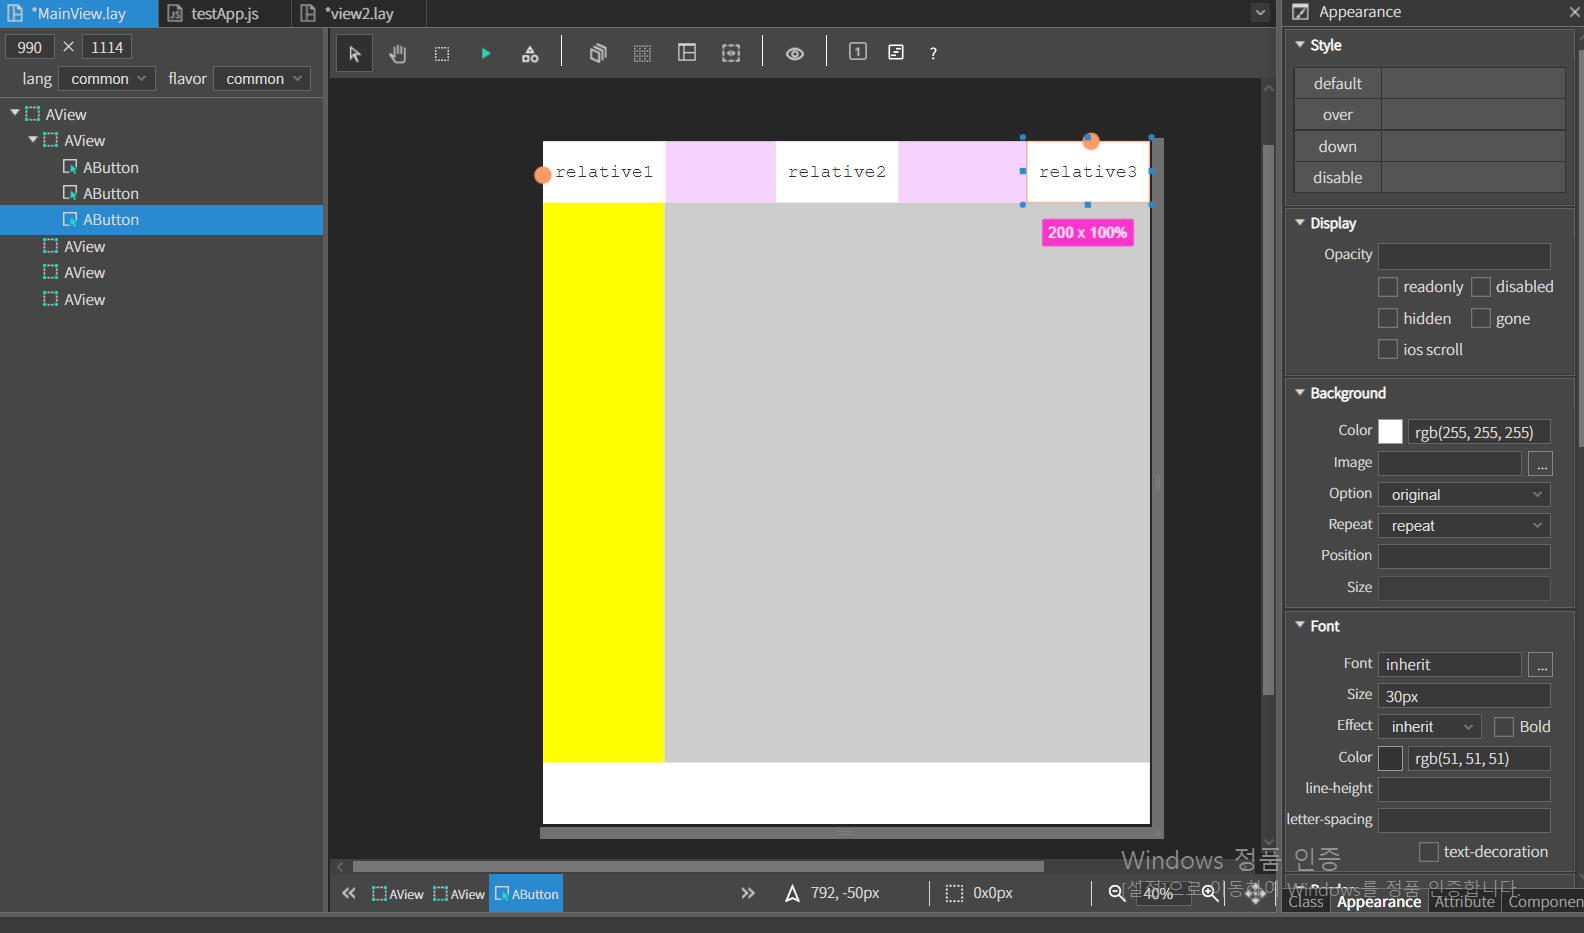 *MainView.lay testApp.js *view2.lay Appearance
990 × 1114
lang common flavor common
AView
AView
AButton
AButton
AButton
AView
AView
AView
1 ?
relative1 relative2 relative3
200 x 100%
Style
default
over
down
disable
Display
Opacity
readonly disabled
hidden gone
ios scroll
Background
Color rgb(255, 255, 255)
Image ...
Option original
Repeat repeat
Position
Size
Font
Font inherit ...
Size 30px
Effect inherit Bold
Color rgb(51, 51, 51)
line-height
letter-spacing
text-decoration
Windows 정품 인증
[설정]으로 이동하여 Windows를 정품 인증합니다.
AView AView AButton 792, -50px 0x0px 40%
Class Appearance Attribute Componen